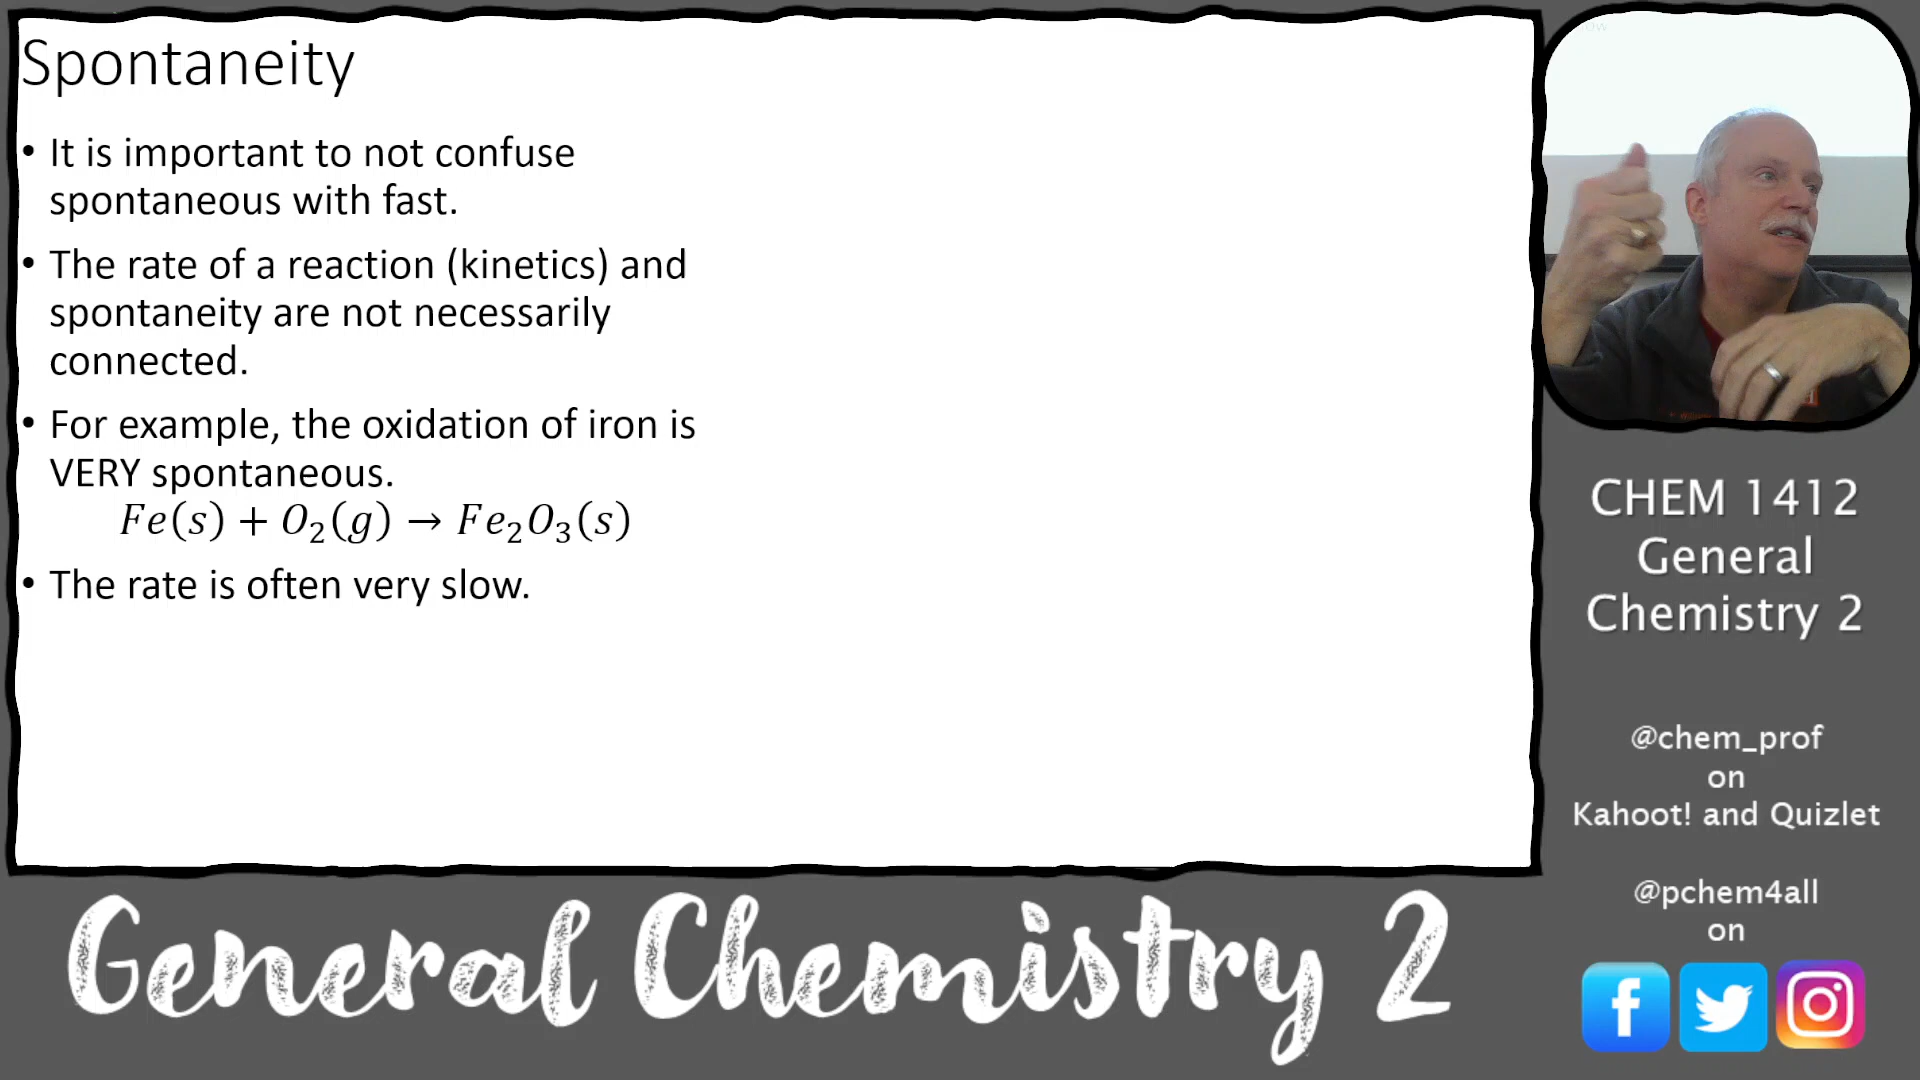 Spontaneity
• It is important to not confuse
spontaneous with fast.
• The rate of a reaction (kinetics) and
spontaneity are not necessarily
connected.
• For example, the oxidation of iron is
VERY spontaneous.
Fe(s) + O₂(g) → Fe₂O₃(s)
• The rate is often very slow.
CHEM 1412
General
Chemistry 2
@chem_prof
on
Kahoot! and Quizlet
@pchem4all
on
General Chemistry 2